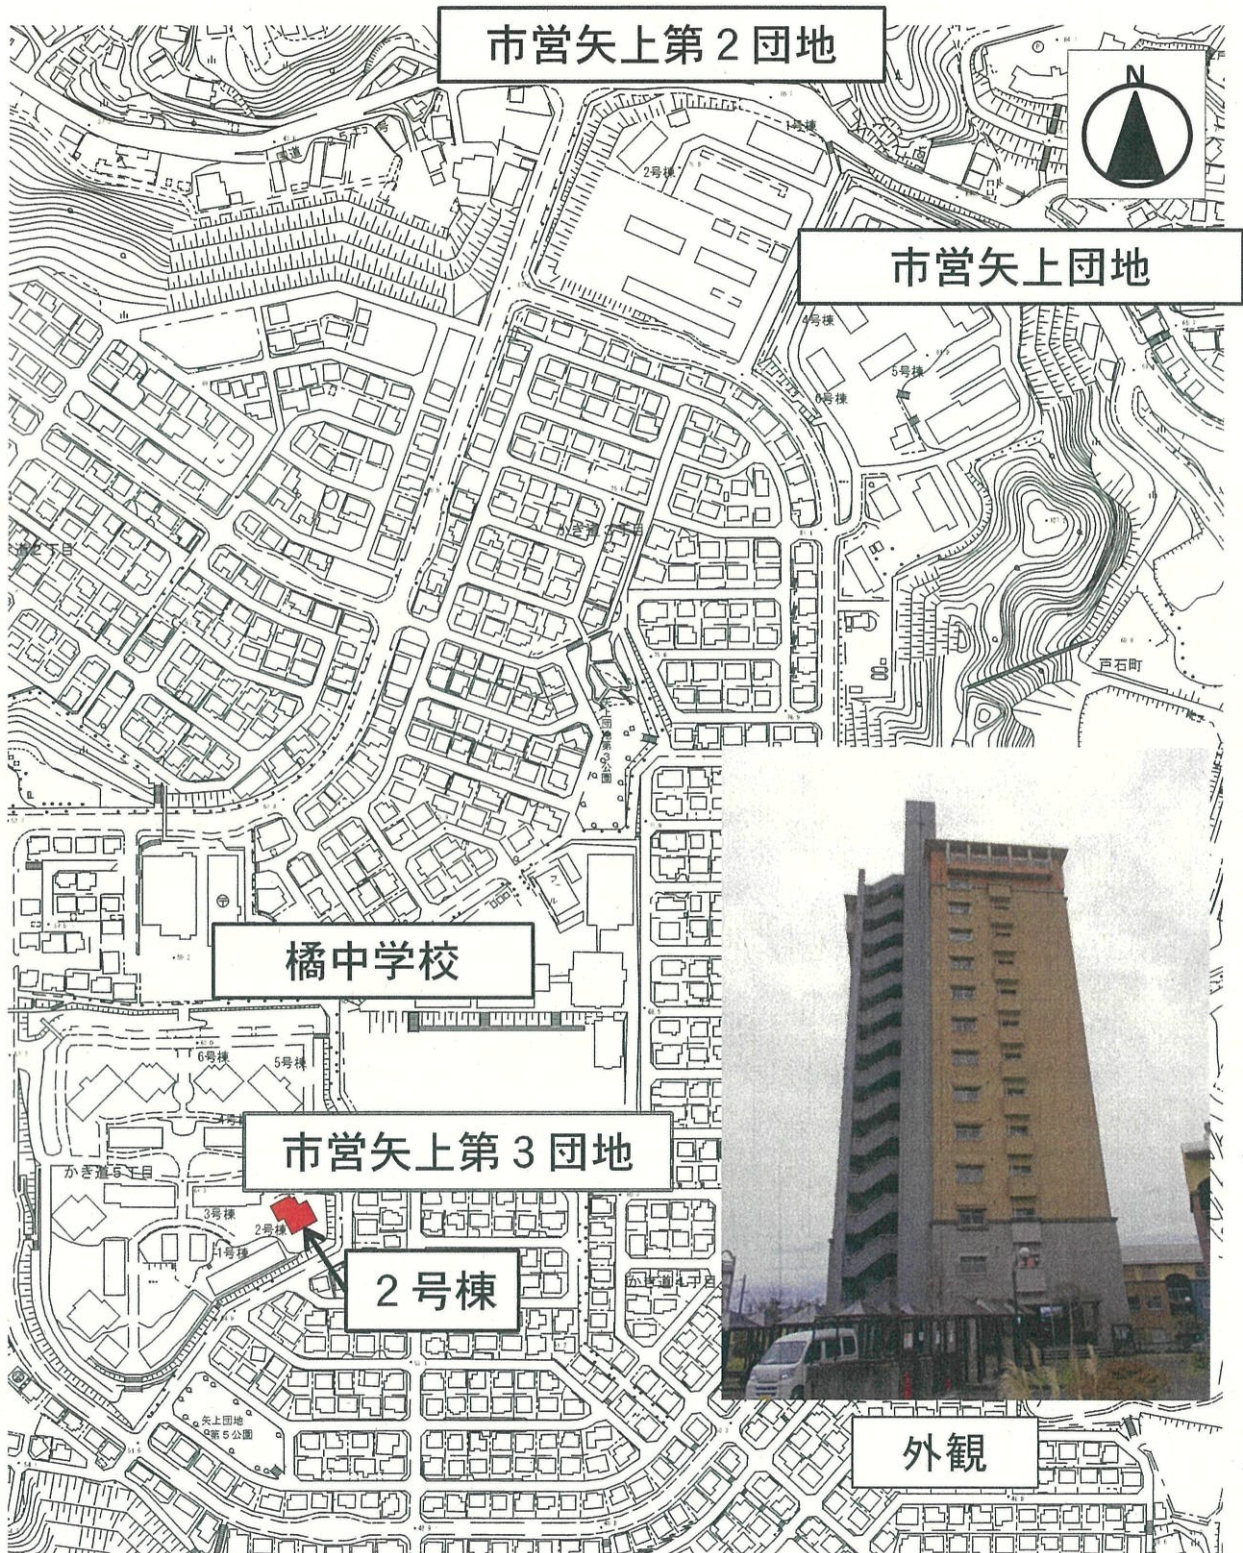 市営矢上第2団地
N
1号棟
2号棟
市営矢上団地
4号棟
5号棟
6号棟
戸石町
橘中学校
6号棟
5号棟
市営矢上第3団地
かき道5丁目
3号棟
2号棟
1号棟
2号棟
かき道4丁目
矢上団地
第5公園
外観